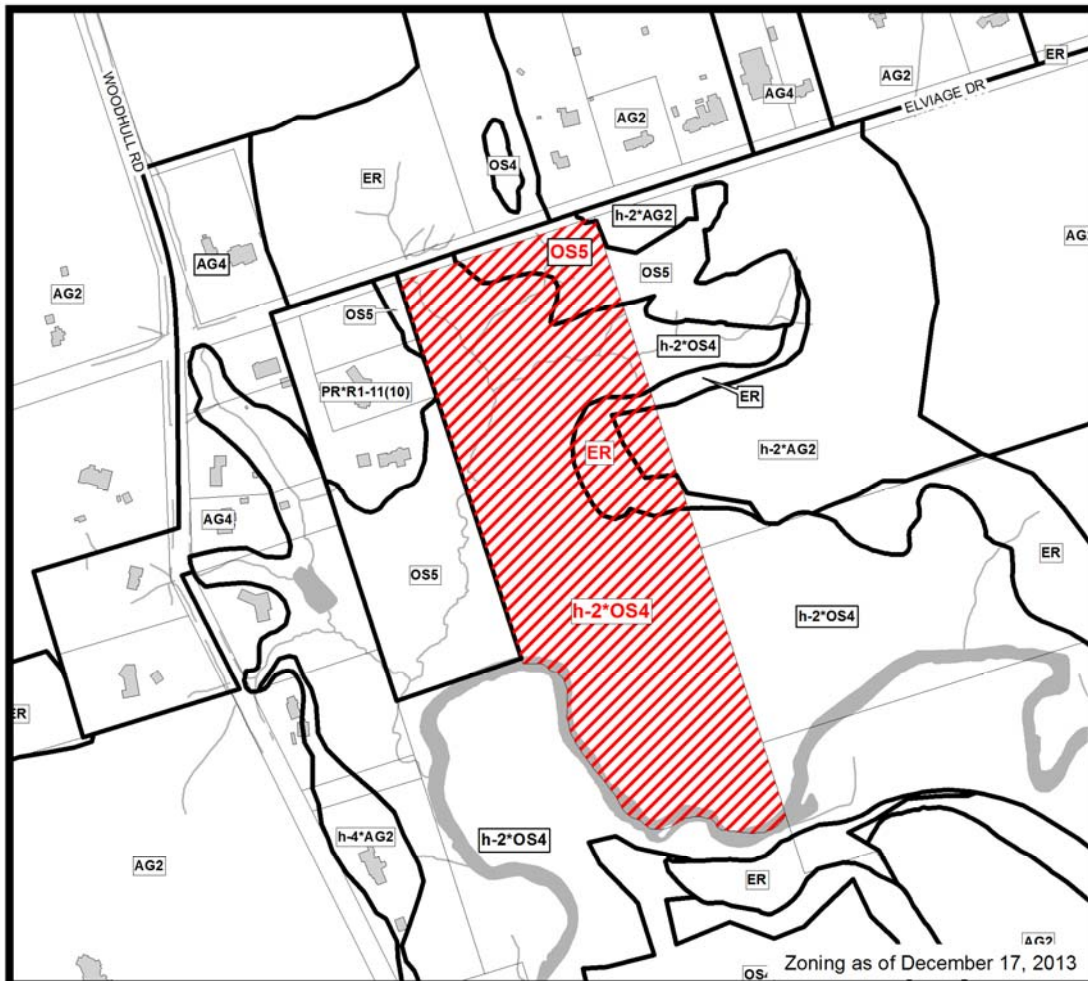 ER
AG2
AG4
ELVIAGE DR
WOODHULL RD
AG2
OS4
ER
h-2*AG2
AG4
OS5
OS5
AG2
OS5
h-2*OS4
PR*R1-11(10)
ER
ER
h-2*AG2
AG4
ER
OS5
h-2*OS4
h-2*OS4
ER
h-4*AG2
h-2*OS4
AG2
ER
AG2
Zoning as of December 17, 2013